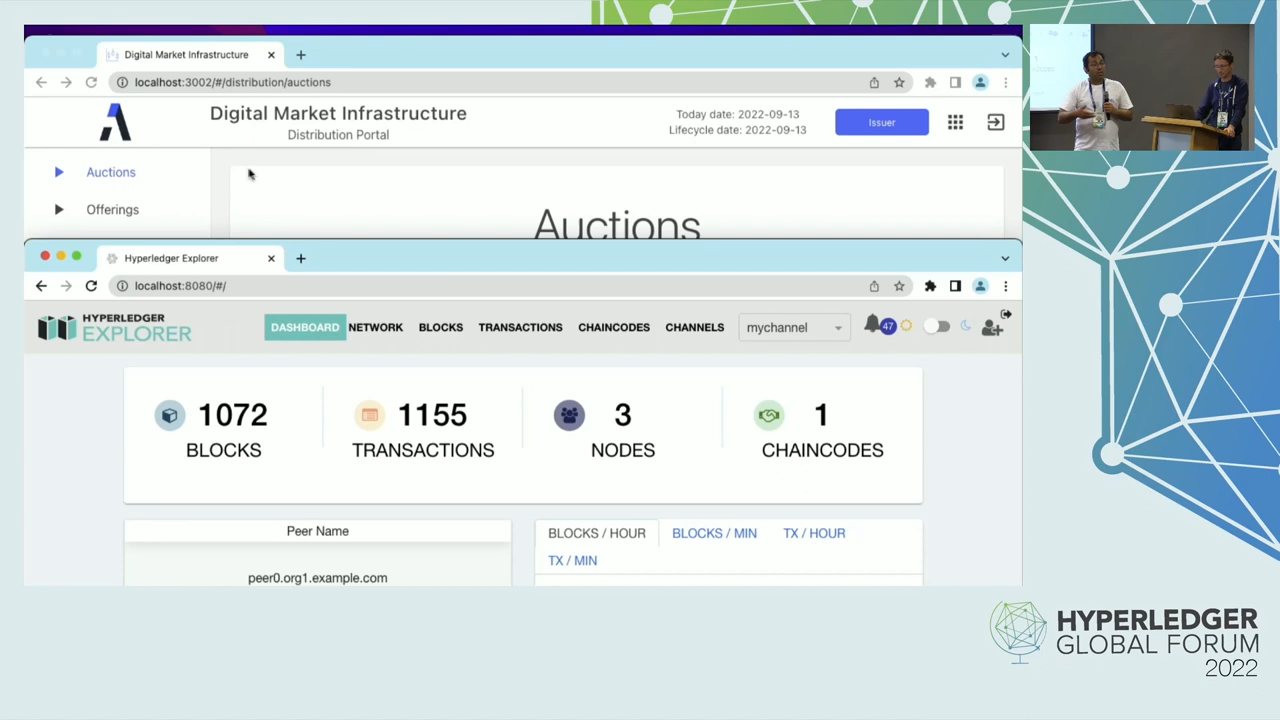 Digital Market Infrastructure
localhost:3002/#/distribution/auctions
Digital Market Infrastructure
Distribution Portal
Today date: 2022-09-13
Lifecycle date: 2022-09-13
Issuer
Auctions
Offerings
Auctions
Hyperledger Explorer
localhost:8080/#/
HYPERLEDGER
EXPLORER
DASHBOARD NETWORK BLOCKS TRANSACTIONS CHAINCODES CHANNELS mychannel 47
1072 1155 3 1
BLOCKS TRANSACTIONS NODES CHAINCODES
Peer Name
peer0.org1.example.com
BLOCKS / HOUR BLOCKS / MIN TX / HOUR
TX / MIN
HYPERLEDGER
GLOBAL FORUM
2022